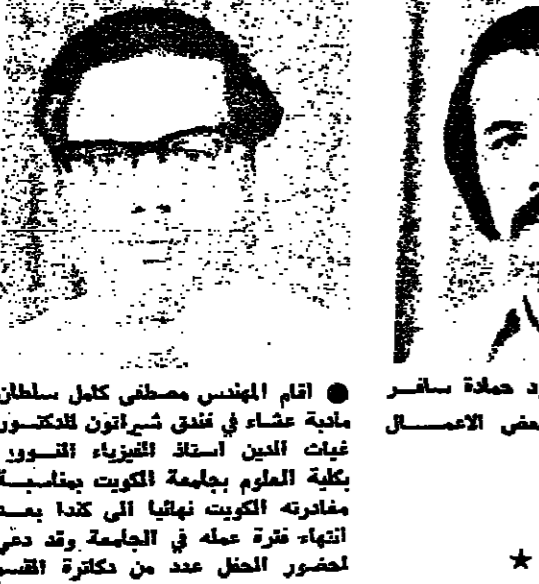 ● اقام المهندس مصطفى كامل سلطان
مادبة عشاء في فندق شيراتون للدكتور
غياث الدين استاذ الفيزياء النووية
بكلية العلوم بجامعة الكويت بمناسبة
مغادرته الكويت نهائيا الى كندا بعد
انتهاء فترة عمله في الجامعة وقد دعي
لحضور الحفل عدد من دكاترة القسم
حمادة سافر
بعض الاعمال
★